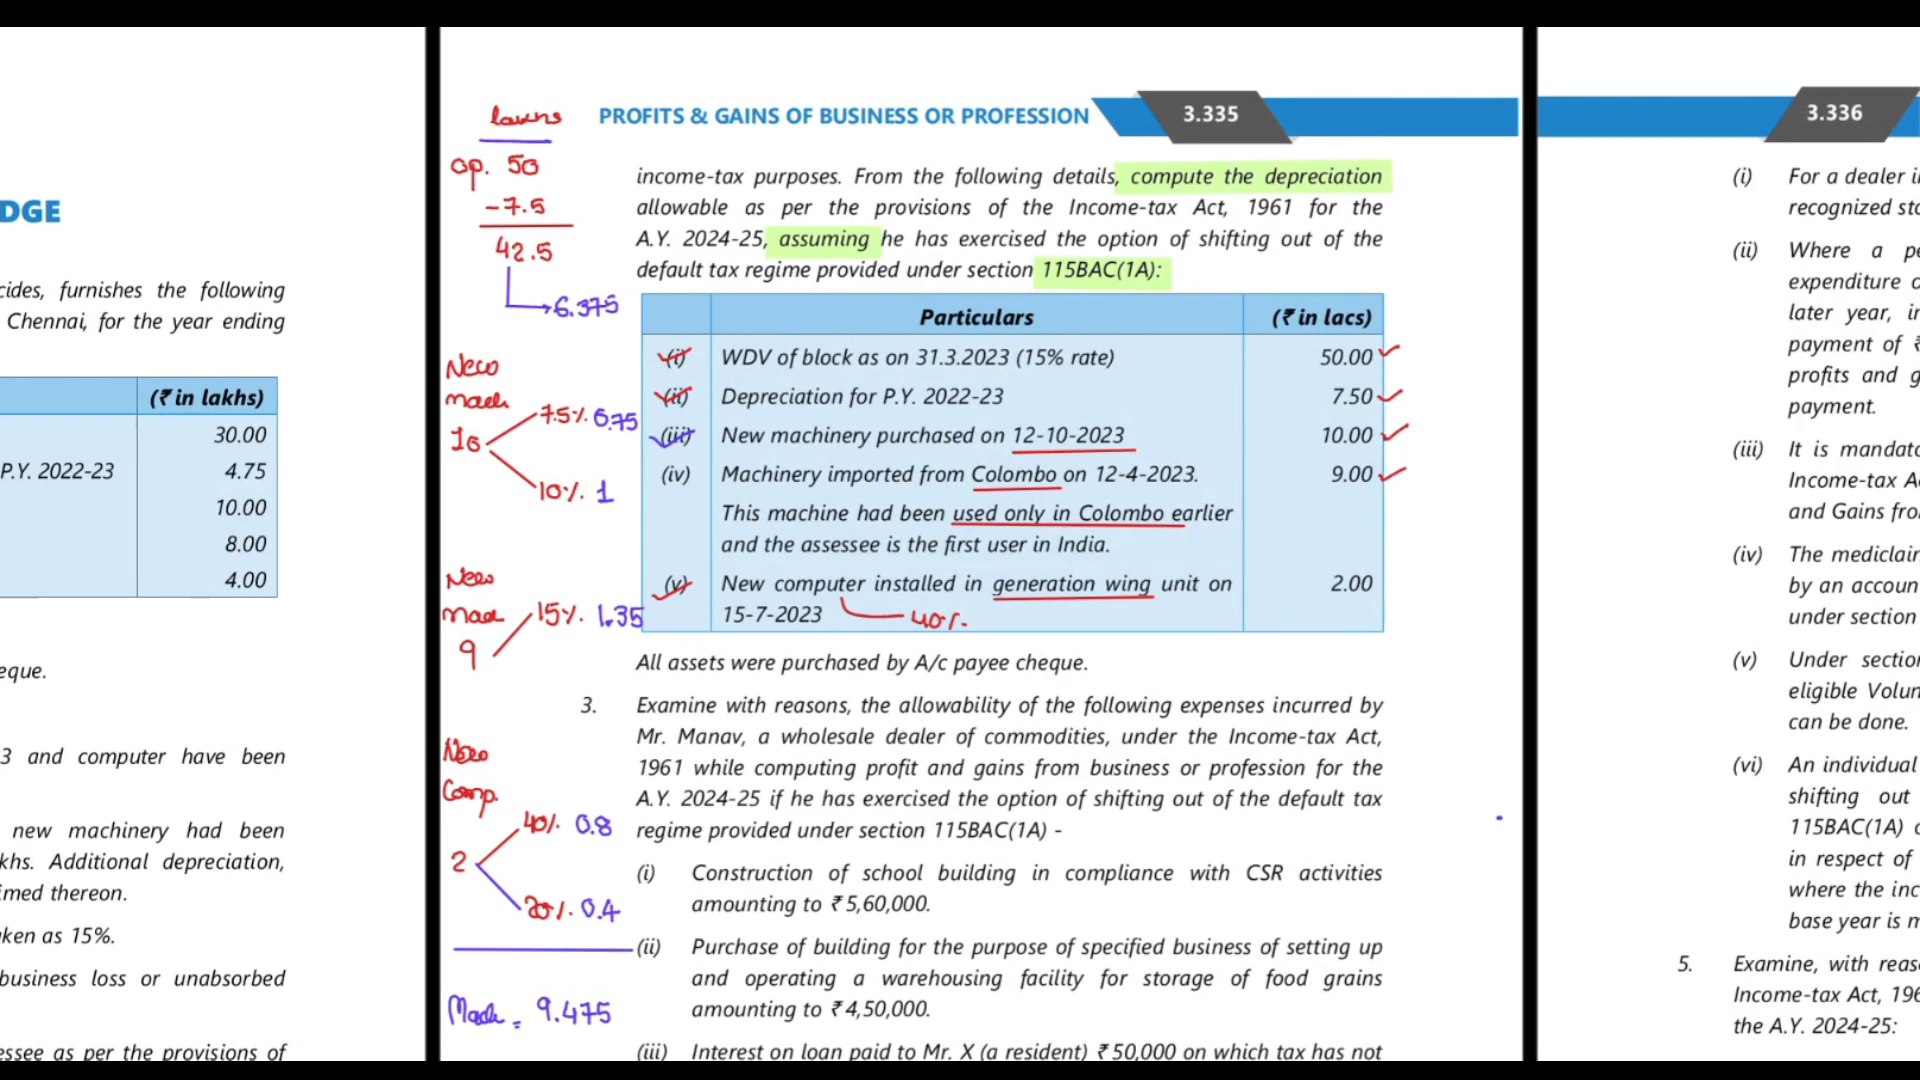 DGE
cides, furnishes the following
Chennai, for the year ending
(₹ in lakhs)
30.00
P.Y. 2022-23 4.75
10.00
8.00
4.00
eque.
3 and computer have been
new machinery had been
khs. Additional depreciation,
imed thereon.
ken as 15%.
business loss or unabsorbed
essee as per the provisions of
op. 50
-7.5
42.5
6.375
New
mach
10
7.5% 0.75
10% 1
New
mach
9
15% 1.35
New
Comp.
2
40% 0.8
20% 0.4
Mach = 9.475
PROFITS & GAINS OF BUSINESS OR PROFESSION 3.335
income-tax purposes. From the following details, compute the depreciation
allowable as per the provisions of the Income-tax Act, 1961 for the
A.Y. 2024-25, assuming he has exercised the option of shifting out of the
default tax regime provided under section 115BAC(1A):
Particulars (₹ in lacs)
(i) WDV of block as on 31.3.2023 (15% rate) 50.00
(ii) Depreciation for P.Y. 2022-23 7.50
(iii) New machinery purchased on 12-10-2023 10.00
(iv) Machinery imported from Colombo on 12-4-2023. 9.00
This machine had been used only in Colombo earlier
and the assessee is the first user in India.
(v) New computer installed in generation wing unit on 2.00
15-7-2023 40%.
All assets were purchased by A/c payee cheque.
3. Examine with reasons, the allowability of the following expenses incurred by
Mr. Manav, a wholesale dealer of commodities, under the Income-tax Act,
1961 while computing profit and gains from business or profession for the
A.Y. 2024-25 if he has exercised the option of shifting out of the default tax
regime provided under section 115BAC(1A) -
(i) Construction of school building in compliance with CSR activities
amounting to ₹ 5,60,000.
(ii) Purchase of building for the purpose of specified business of setting up
and operating a warehousing facility for storage of food grains
amounting to ₹ 4,50,000.
(iii) Interest on loan paid to Mr. X (a resident) ₹ 50,000 on which tax has not
3.336
(i) For a dealer i
recognized sto
(ii) Where a pe
expenditure o
later year, in
payment of ₹
profits and g
payment.
(iii) It is mandato
Income-tax Ac
and Gains from
(iv) The mediclain
by an accoun
under section
(v) Under section
eligible Volun
can be done.
(vi) An individual
shifting out
115BAC(1A) o
in respect of
where the inc
base year is m
5. Examine, with reaso
Income-tax Act, 196
the A.Y. 2024-25: